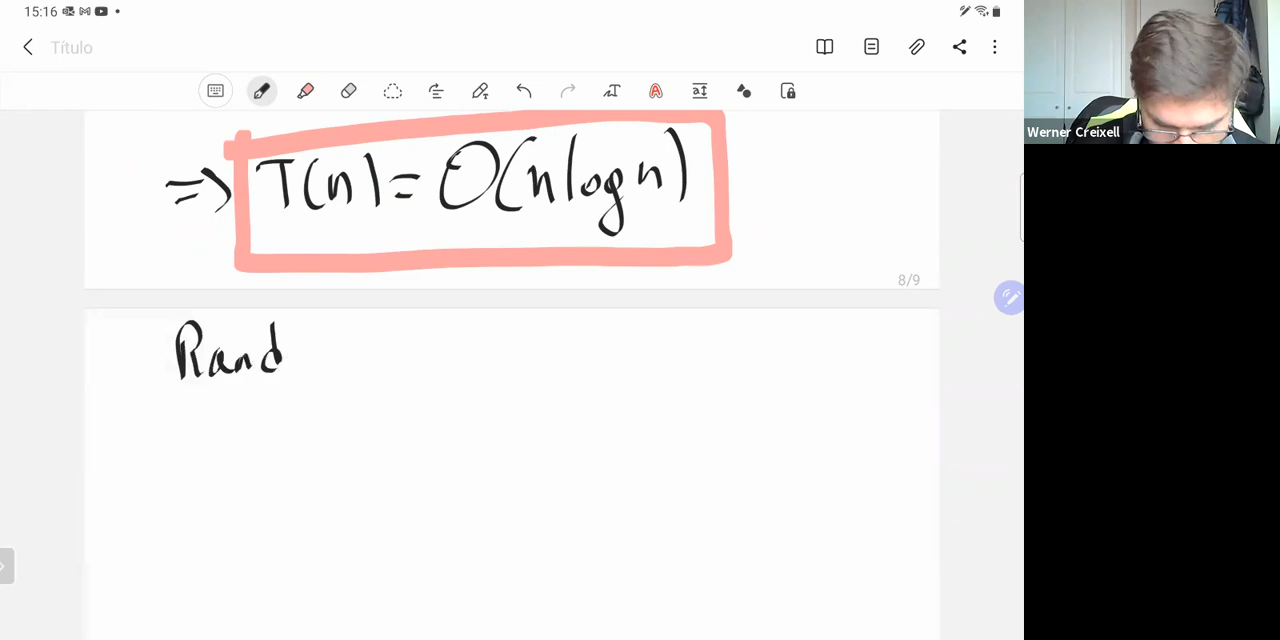 15:16
Título
Werner Creixell
=> T(n) = O(n log n)
8/9
Rand